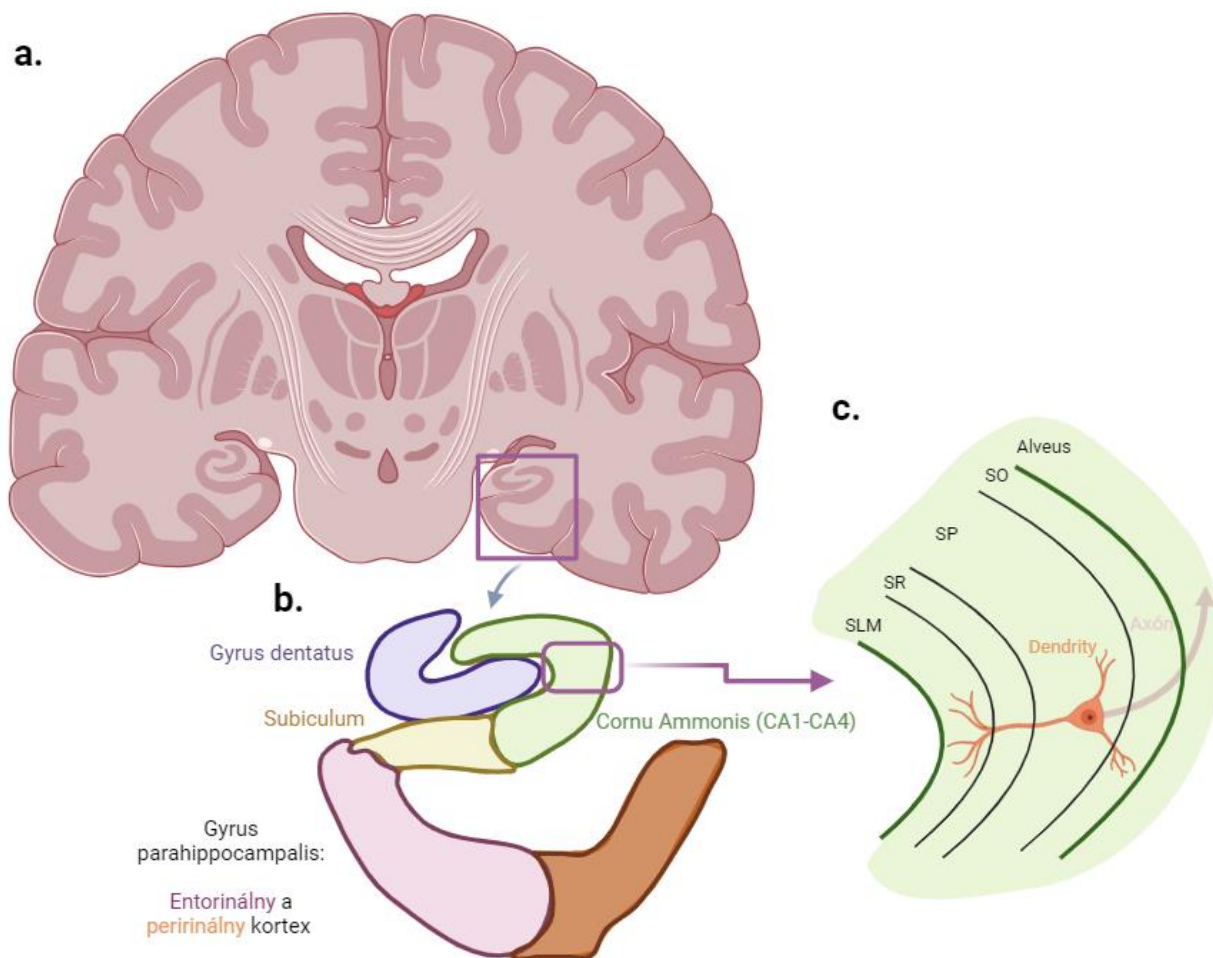 a.
b.
Gyrus dentatus
Subiculum
Cornu Ammonis (CA1-CA4)
Gyrus
parahippocampalis:
Entorinálny a
peririnálny kortex
c.
Alveus
SO
SP
SR
SLM
Axón
Dendrity